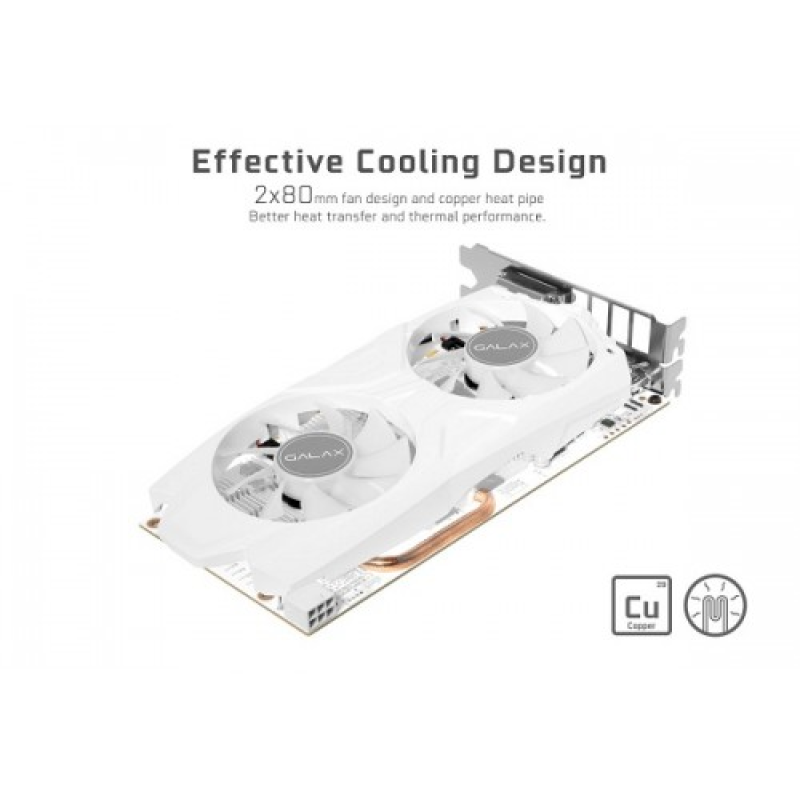 Effective Cooling Design
2x80mm fan design and copper heat pipe
Better heat transfer and thermal performance.
GALAX
GALAX
29
Cu
Copper